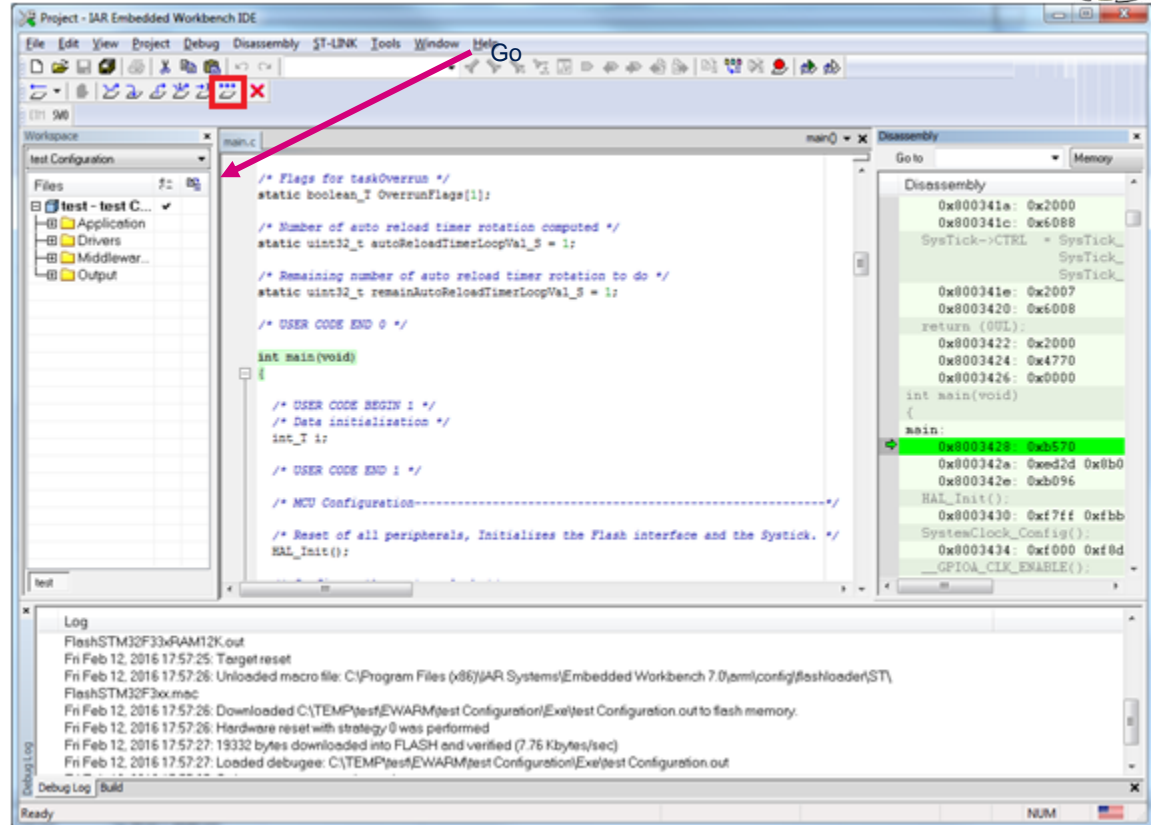 Project - IAR Embedded Workbench IDE
File Edit View Project Debug Disassembly ST-LINK Tools Window Help
Go
ETM SWO
Workspace
test Configuration
Files
test - test C...
Application
Drivers
Middlewar...
Output
test
main.c
main()
/* Flags for taskOverrun */
static boolean_T OverrunFlags[1];
/* Number of auto reload timer rotation computed */
static uint32_t autoReloadTimerLoopVal_S = 1;
/* Remaining number of auto reload timer rotation to do */
static uint32_t remainAutoReloadTimerLoopVal_S = 1;
/* USER CODE END 0 */
int main(void)
{
/* USER CODE BEGIN 1 */
/* Data initialization */
int_T i;
/* USER CODE END 1 */
/* MCU Configuration----------------------------------------------------------*/
/* Reset of all peripherals, Initializes the Flash interface and the Systick. */
HAL_Init();
Disassembly
Go to Memory
Disassembly
0x800341a: 0x2000
0x800341c: 0x6088
SysTick->CTRL = SysTick_
SysTick_
SysTick_
0x800341e: 0x2007
0x8003420: 0x6008
return (0UL);
0x8003422: 0x2000
0x8003424: 0x4770
0x8003426: 0x0000
int main(void)
{
main:
0x8003428: 0xb570
0x800342a: 0xed2d 0x8b0
0x800342e: 0xb096
HAL_Init();
0x8003430: 0xf7ff 0xfbb
SystemClock_Config();
0x8003434: 0xf000 0xf8d
__GPIOA_CLK_ENABLE();
Log
FlashSTM32F33xRAM12K.out
Fri Feb 12, 2016 17:57:25: Target reset
Fri Feb 12, 2016 17:57:26: Unloaded macro file: C:\Program Files (x86)\IAR Systems\Embedded Workbench 7.0\arm\config\flashloader\ST\
FlashSTM32F3xx.mac
Fri Feb 12, 2016 17:57:26: Downloaded C:\TEMP\test\EWARM\test Configuration\Exe\test Configuration.out to flash memory.
Fri Feb 12, 2016 17:57:26: Hardware reset with strategy 0 was performed
Fri Feb 12, 2016 17:57:27: 19332 bytes downloaded into FLASH and verified (7.76 Kbytes/sec)
Fri Feb 12, 2016 17:57:27: Loaded debugee: C:\TEMP\test\EWARM\test Configuration\Exe\test Configuration.out
Debug Log
Debug Log Build
Ready
NUM